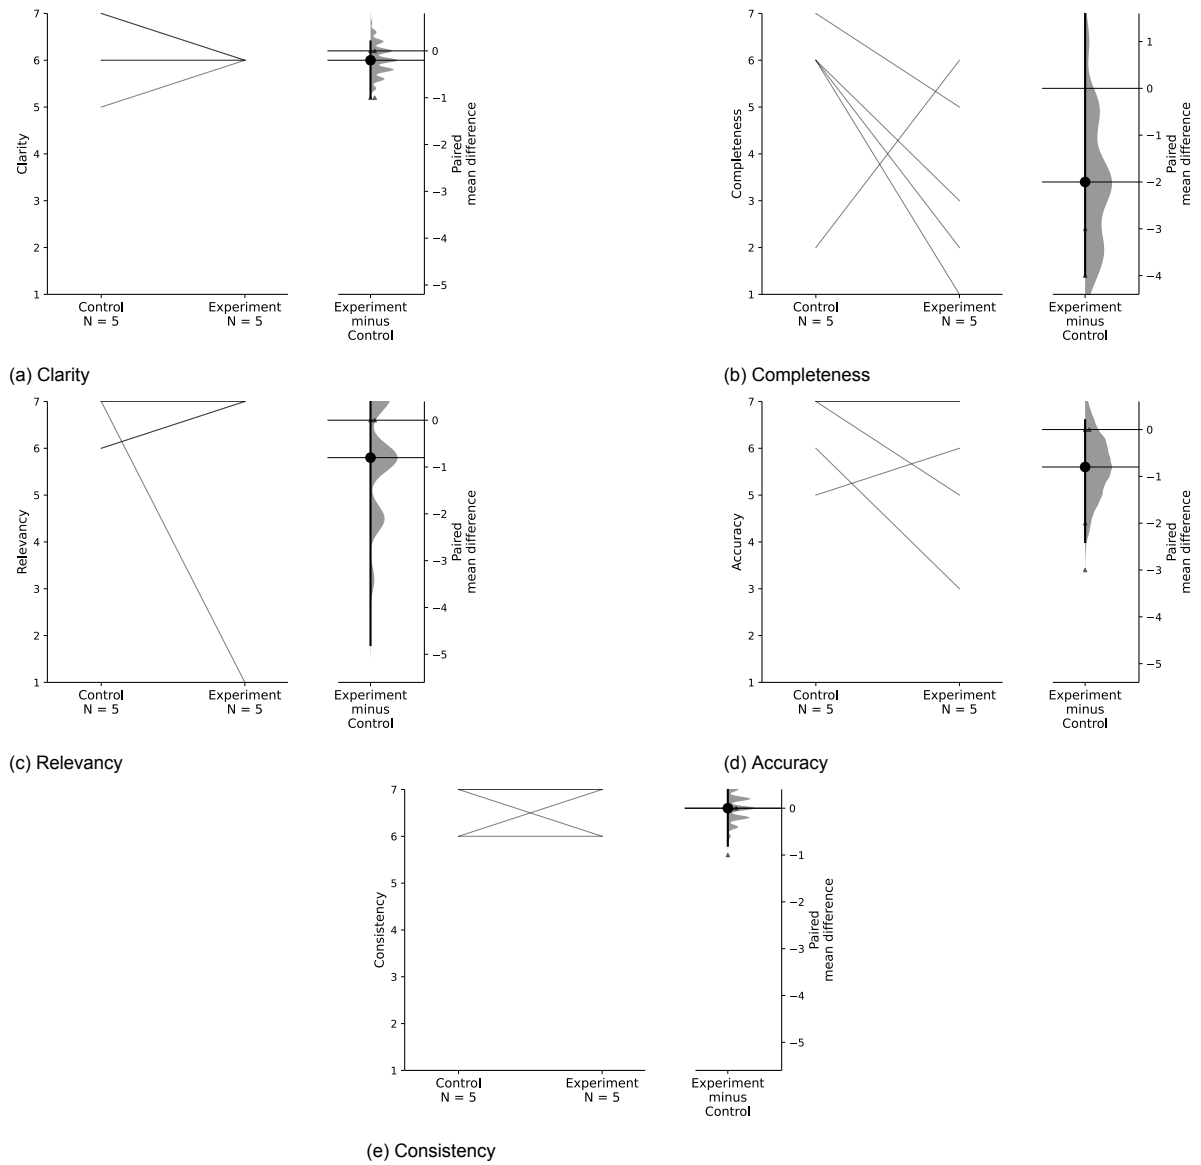 7
6
5
4
3
2
1
Clarity
Control
N = 5
Experiment
N = 5
0
−1
−2
−3
−4
−5
Paired
mean difference
Experiment
minus
Control
(a) Clarity
7
6
5
4
3
2
1
Completeness
Control
N = 5
Experiment
N = 5
1
0
−1
−2
−3
−4
Paired
mean difference
Experiment
minus
Control
(b) Completeness
7
6
5
4
3
2
1
Relevancy
Control
N = 5
Experiment
N = 5
0
−1
−2
−3
−4
−5
Paired
mean difference
Experiment
minus
Control
(c) Relevancy
7
6
5
4
3
2
1
Accuracy
Control
N = 5
Experiment
N = 5
0
−1
−2
−3
−4
−5
Paired
mean difference
Experiment
minus
Control
(d) Accuracy
7
6
5
4
3
2
1
Consistency
Control
N = 5
Experiment
N = 5
0
−1
−2
−3
−4
−5
Paired
mean difference
Experiment
minus
Control
(e) Consistency